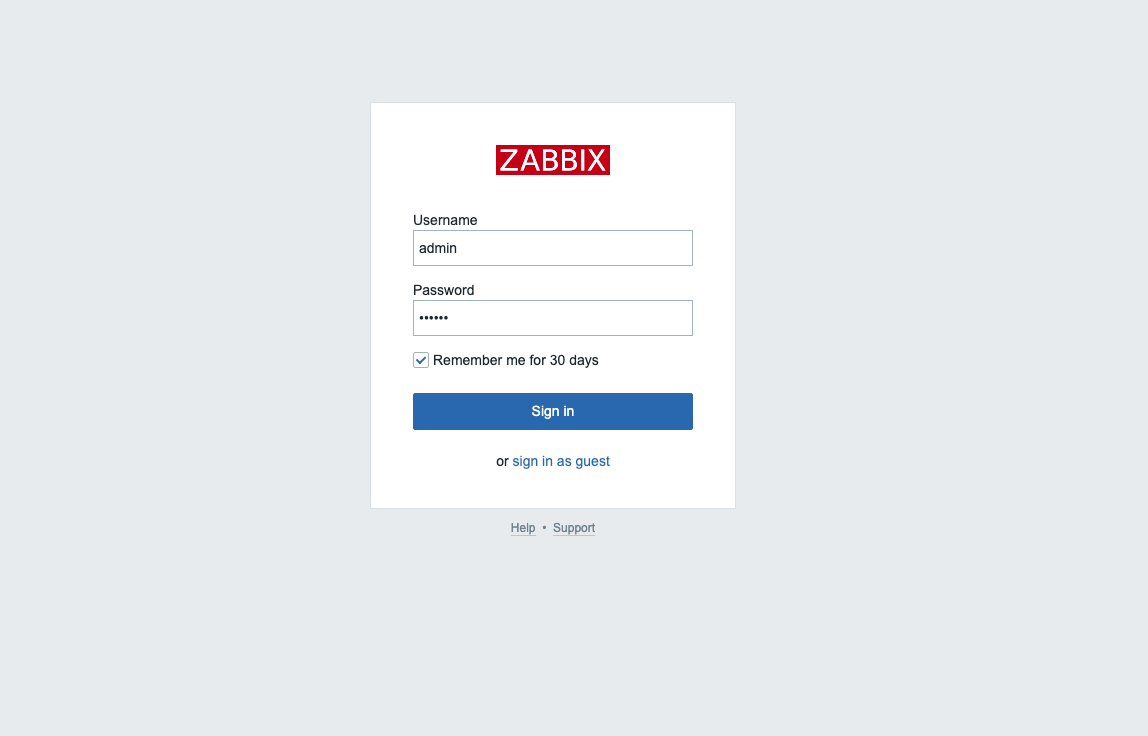 ZABBIX
Username
admin
Password
••••••
Remember me for 30 days
Sign in
or sign in as guest
Help • Support